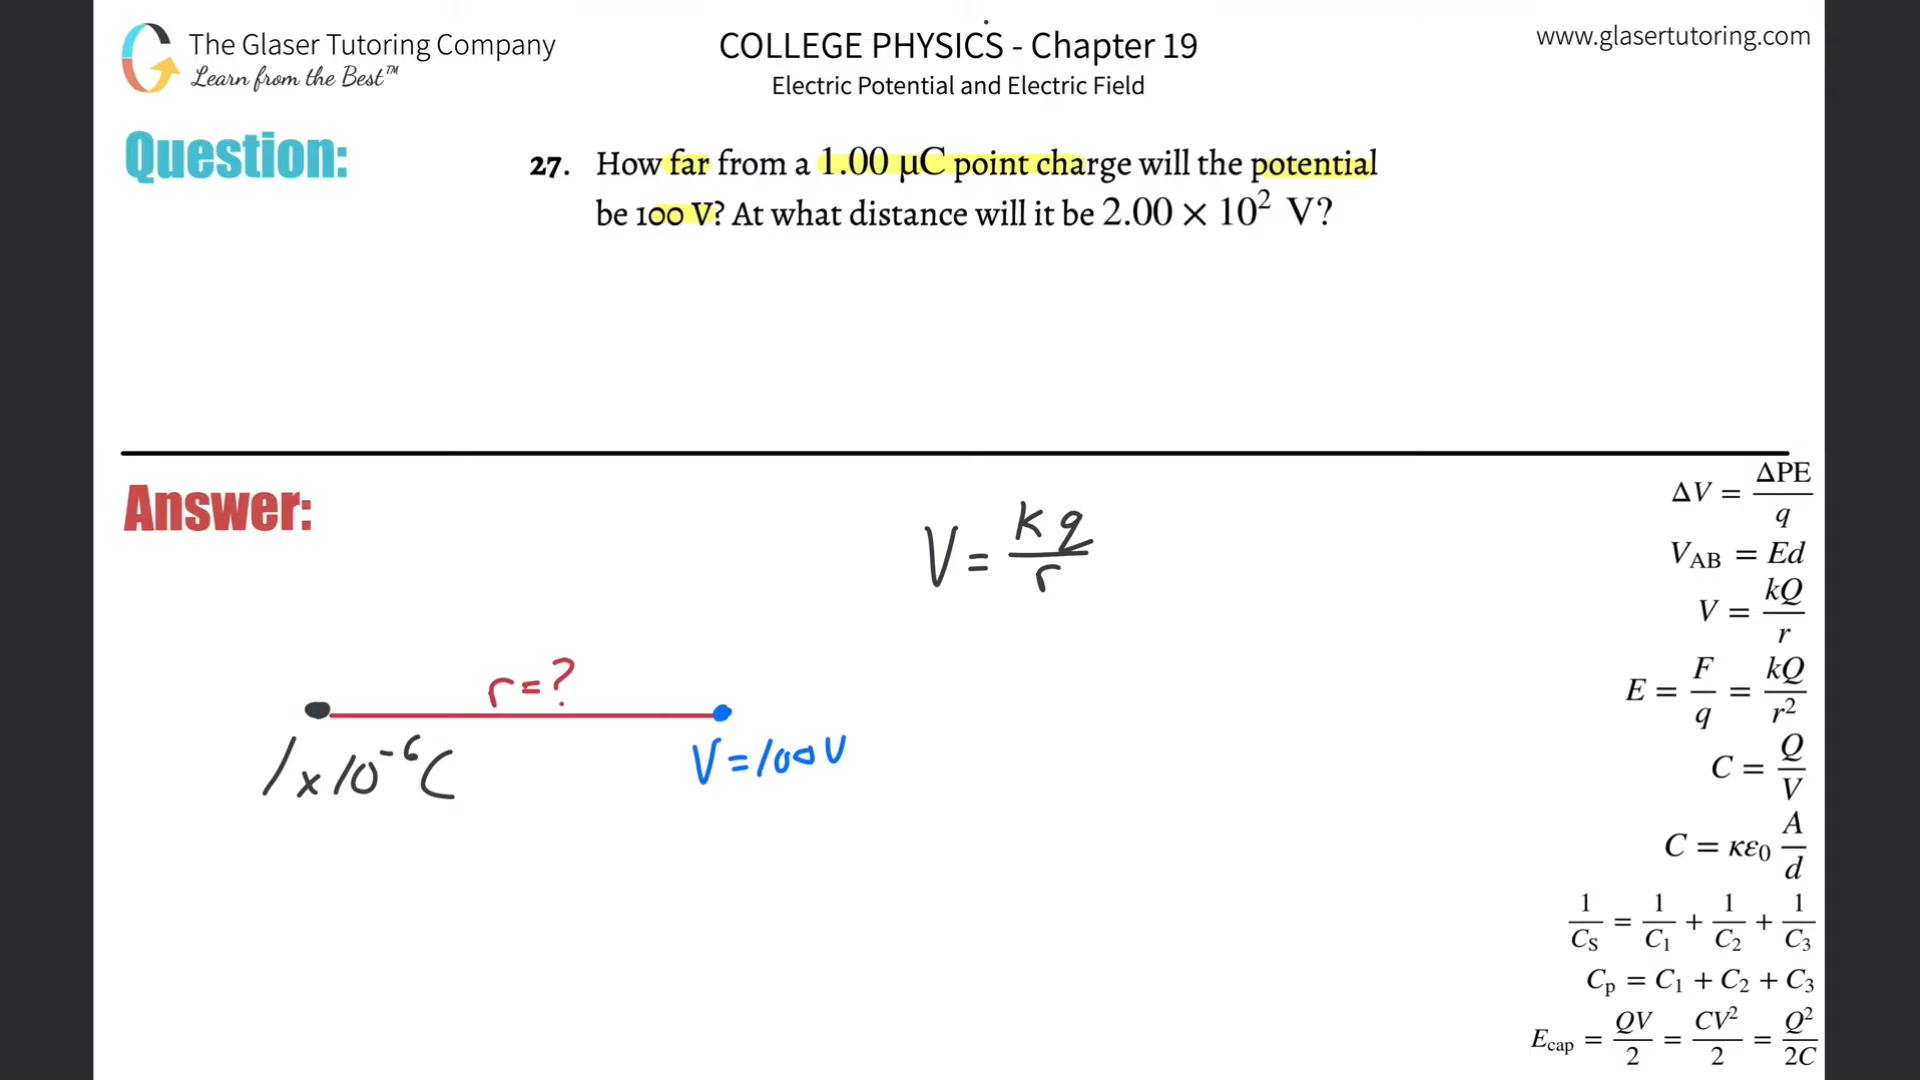 The Glaser Tutoring Company
Learn from the Best™
COLLEGE PHYSICS - Chapter 19
Electric Potential and Electric Field
www.glasertutoring.com
Question:
27. How far from a 1.00 µC point charge will the potential
be 100 V? At what distance will it be 2.00 × 10² V?
Answer:
V = kq/r
r = ?
1 x 10⁻⁶ C
V = 100 V
ΔV = ΔPE/q
V_AB = Ed
V = kQ/r
E = F/q = kQ/r²
C = Q/V
C = κε₀ A/d
1/C_S = 1/C₁ + 1/C₂ + 1/C₃
C_p = C₁ + C₂ + C₃
E_cap = QV/2 = CV²/2 = Q²/2C